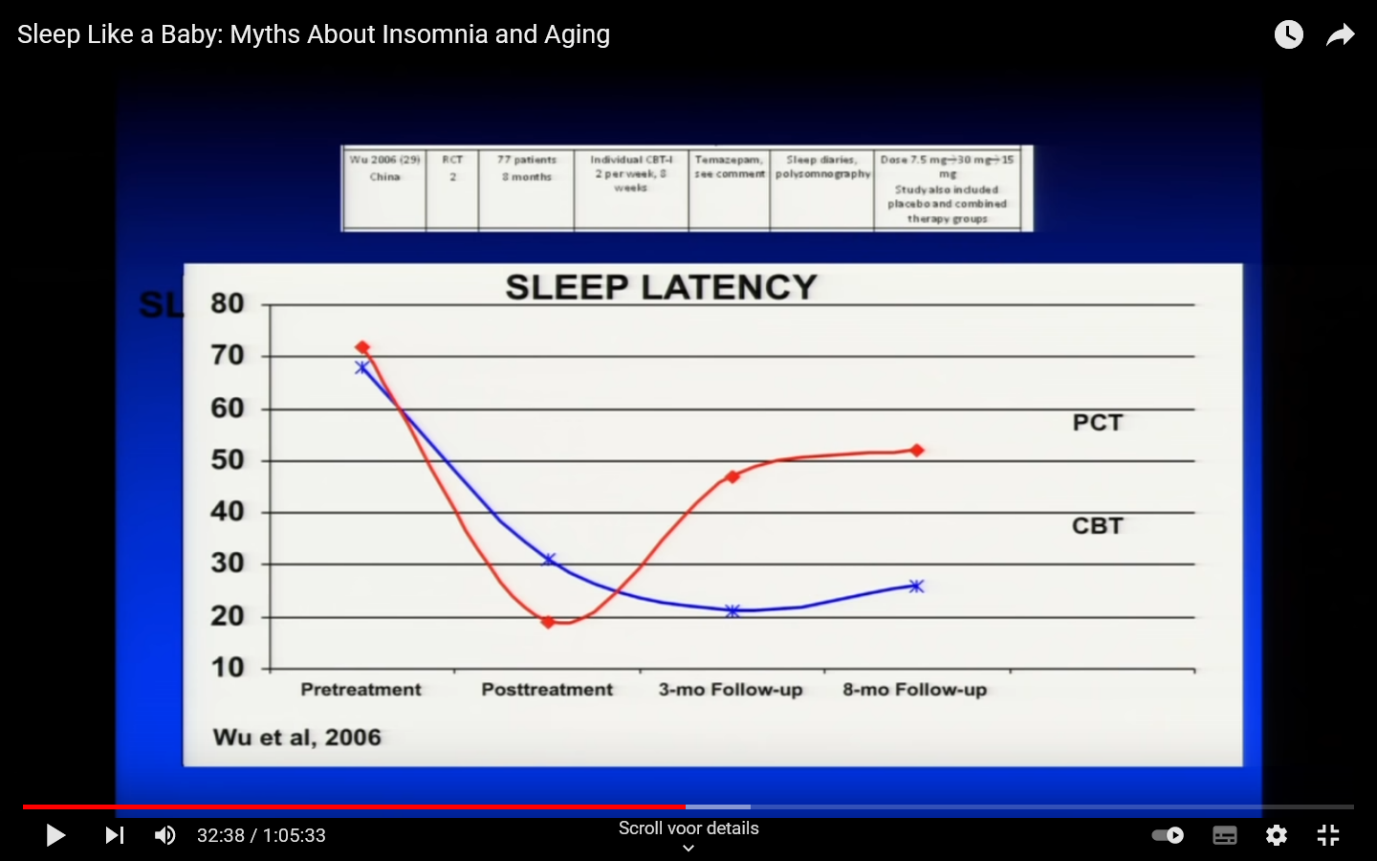 Sleep Like a Baby: Myths About Insomnia and Aging
Wu 2006 (29)
China
RCT
2
77 patients
8 months
Individual CBT-I
2 per week, 8
weeks
Temazepam,
see comment
Sleep diaries,
polysomnography
Dose 7.5 mg→30 mg→15
mg
Study also included
placebo and combined
therapy groups
SL
SLEEP LATENCY
80
70
60
50
40
30
20
10
PCT
CBT
Pretreatment
Posttreatment
3-mo Follow-up
8-mo Follow-up
Wu et al, 2006
32:38 / 1:05:33
Scroll voor details